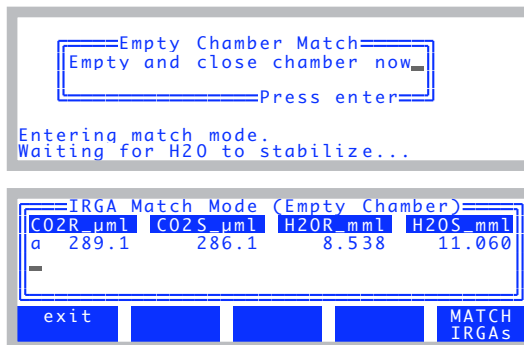 Empty Chamber Match
Empty and close chamber now
Press enter
Entering match mode.
Waiting for H2O to stabilize...
IRGA Match Mode (Empty Chamber)
CO2R_µml CO2S_µml H2OR_mml H2OS_mml
a 289.1 286.1 8.538 11.060
exit MATCH
IRGAs